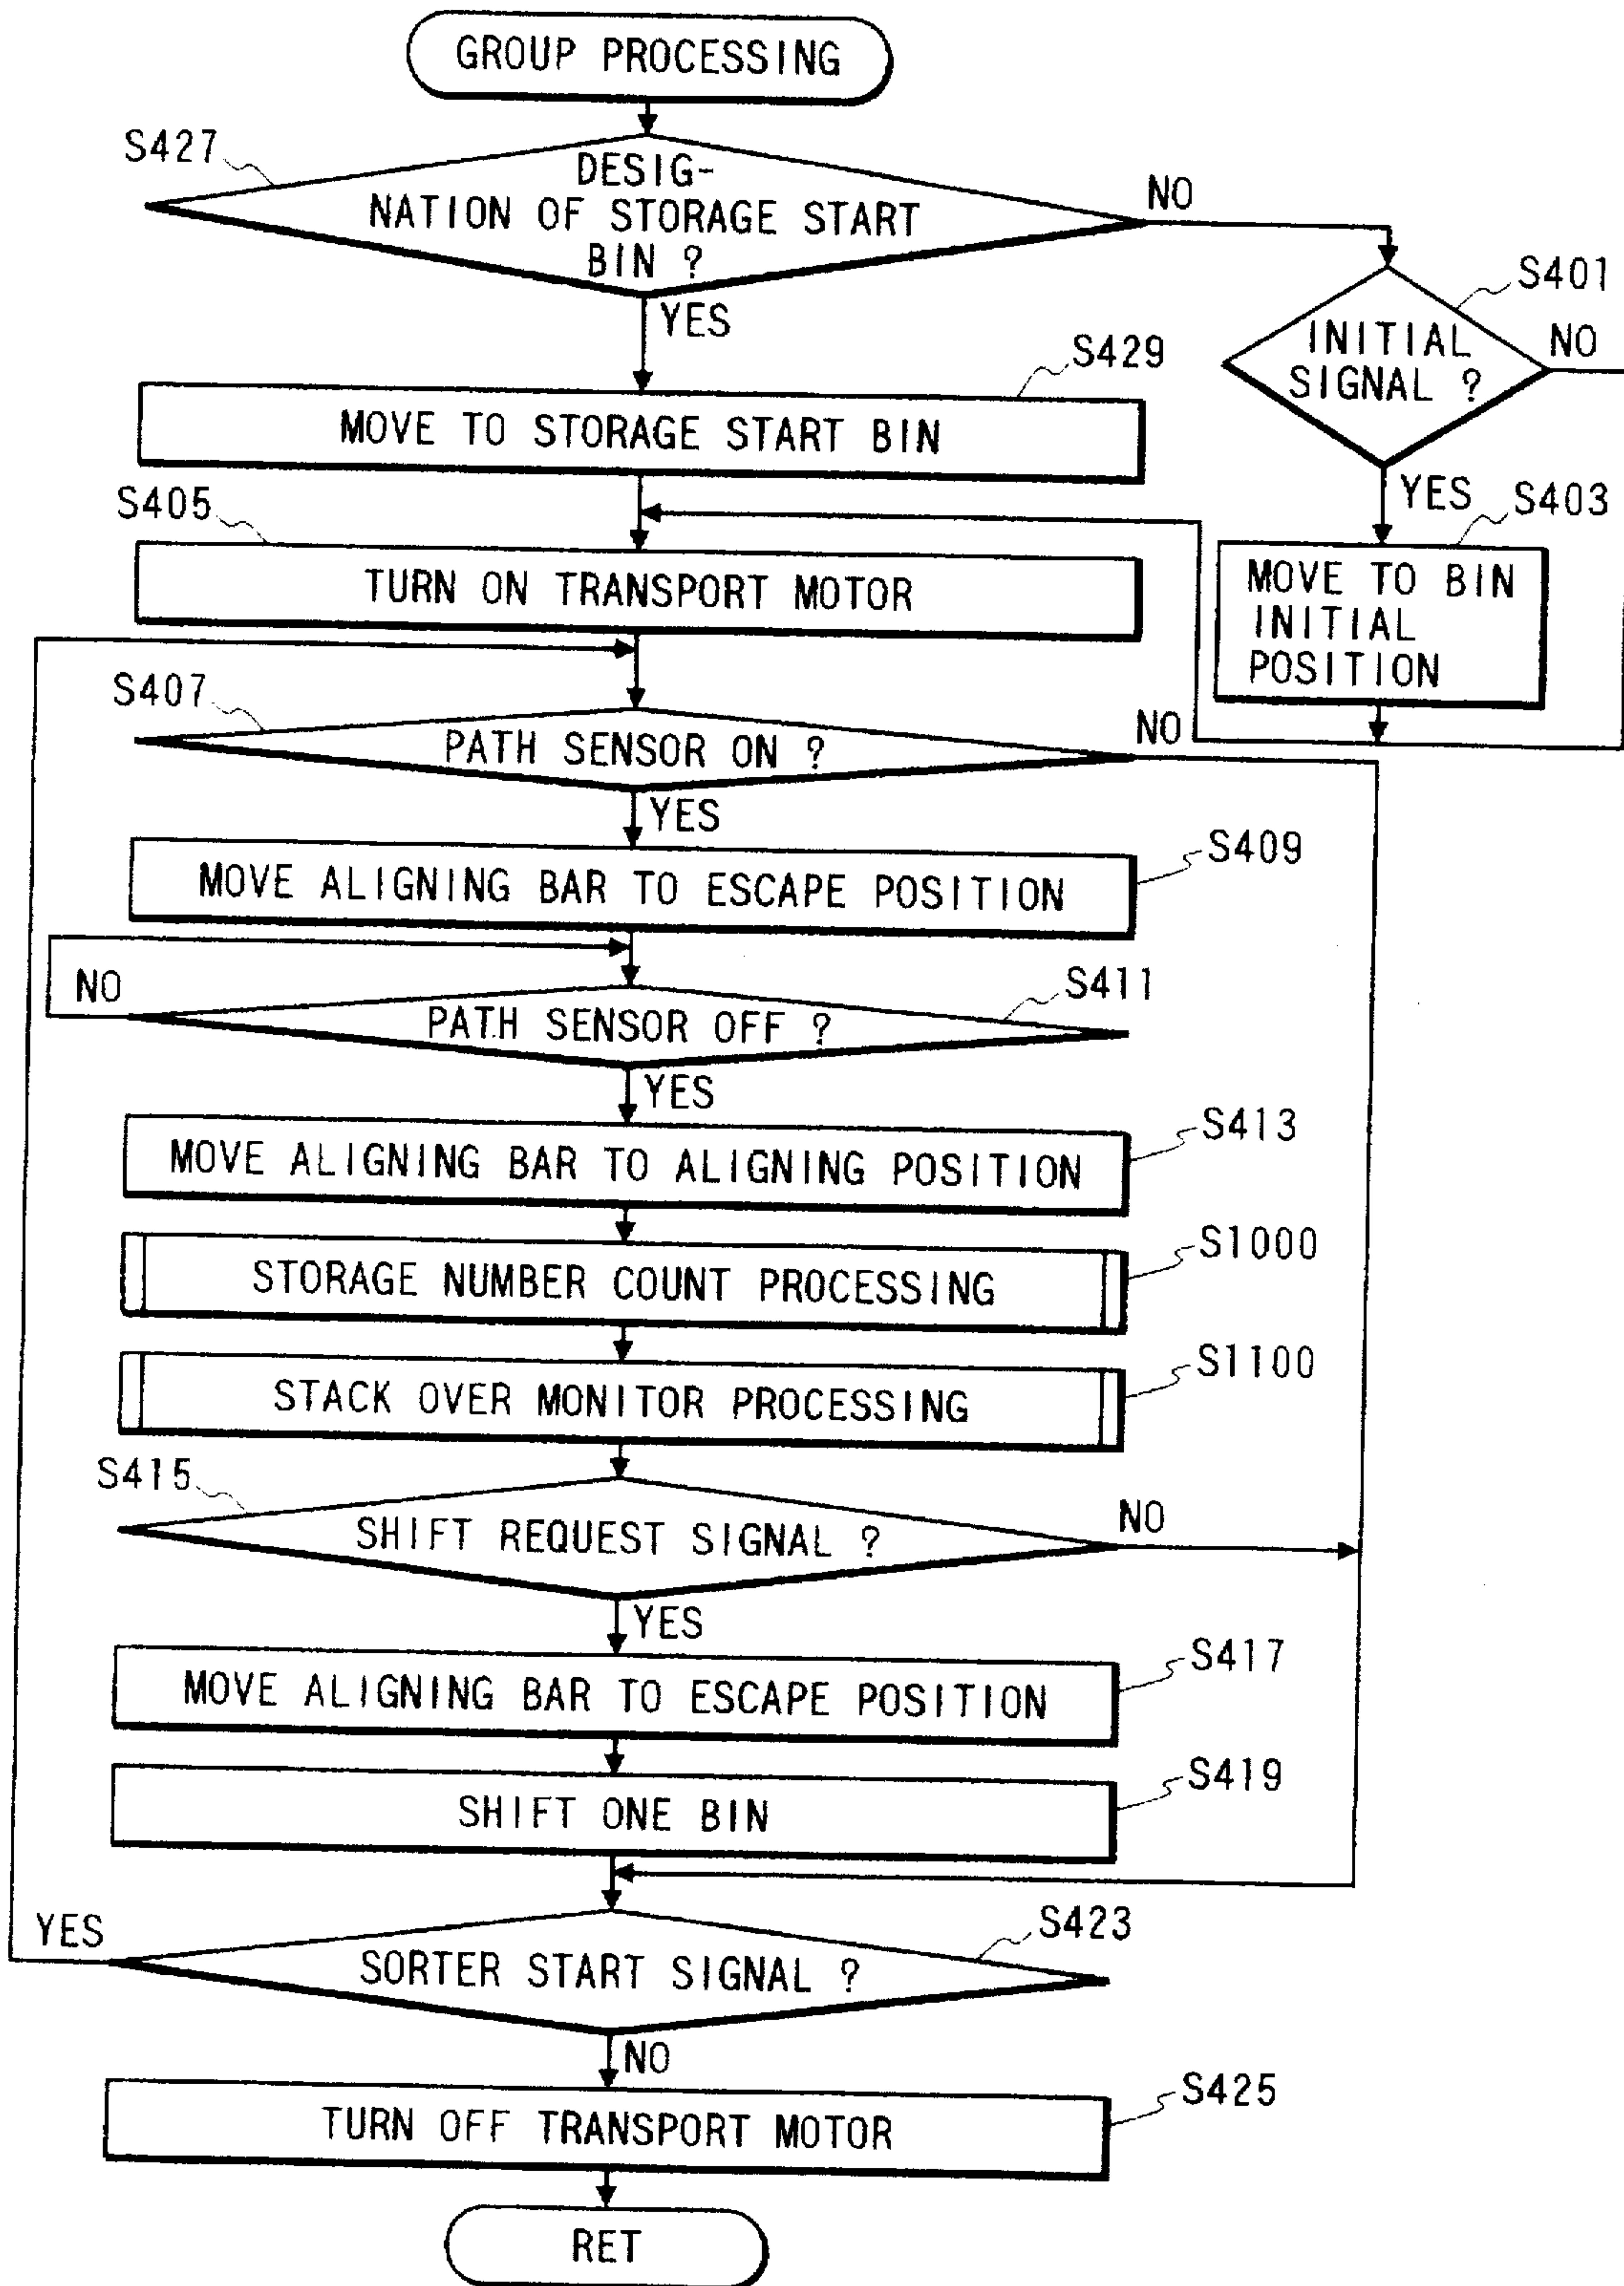 GROUP PROCESSING
S427
DESIG-
NATION OF STORAGE START
BIN ?
NO
YES
S401
INITIAL
SIGNAL ?
NO
YES
S429
MOVE TO STORAGE START BIN
S403
MOVE TO BIN
INITIAL
POSITION
S405
TURN ON TRANSPORT MOTOR
S407
PATH SENSOR ON ?
NO
YES
S409
MOVE ALIGNING BAR TO ESCAPE POSITION
NO
S411
PATH SENSOR OFF ?
YES
S413
MOVE ALIGNING BAR TO ALIGNING POSITION
S1000
STORAGE NUMBER COUNT PROCESSING
S1100
STACK OVER MONITOR PROCESSING
S415
SHIFT REQUEST SIGNAL ?
NO
YES
S417
MOVE ALIGNING BAR TO ESCAPE POSITION
S419
SHIFT ONE BIN
YES
S423
SORTER START SIGNAL ?
NO
S425
TURN OFF TRANSPORT MOTOR
RET